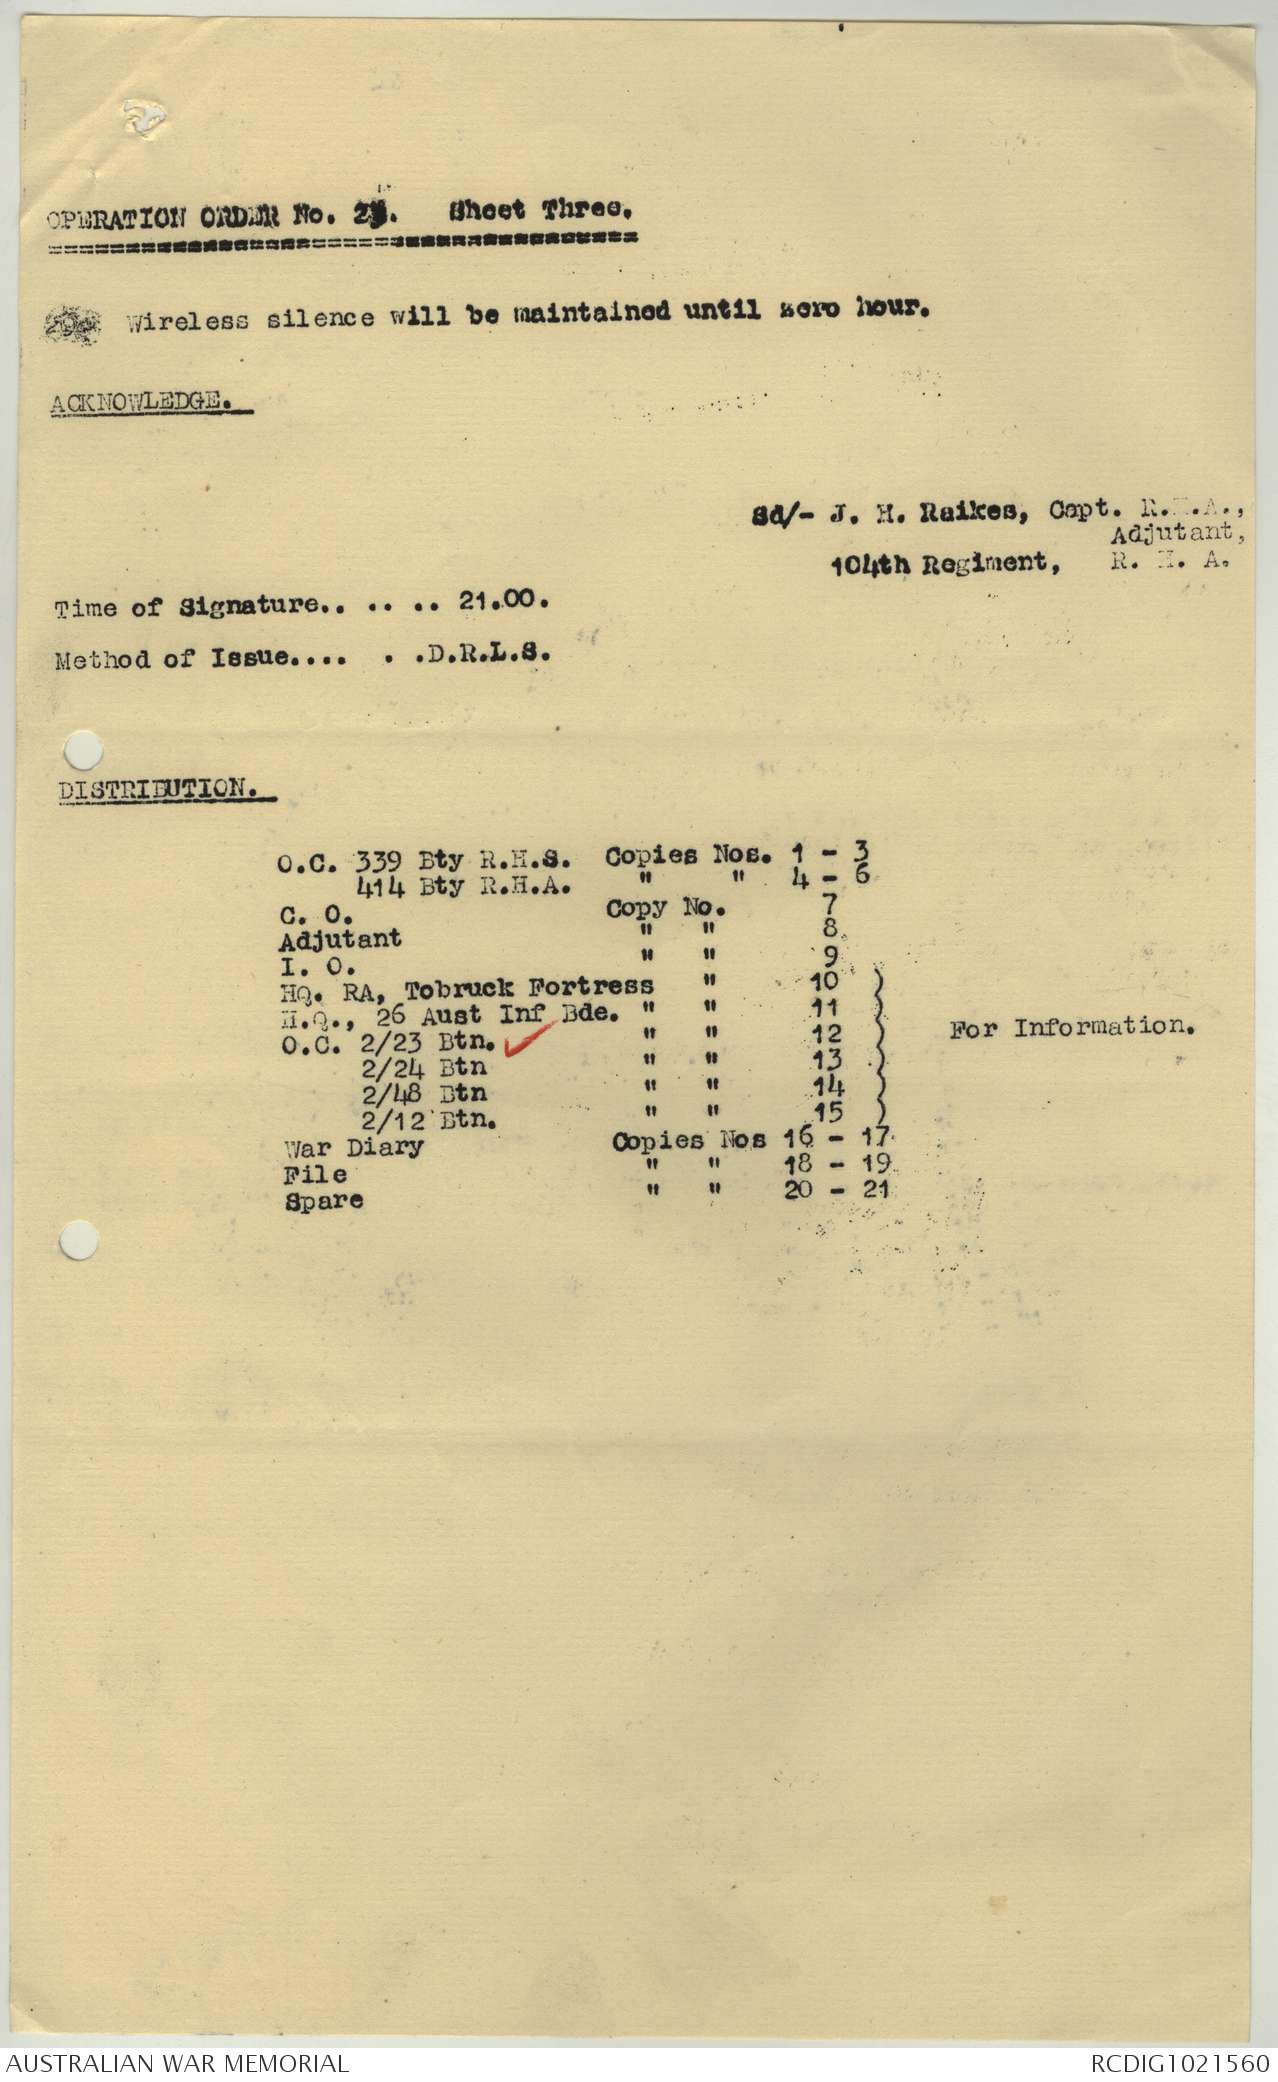 OPERATION ORDER No. 2. Sheet Three.
Wireless silence will be maintained until zero hour.
ACKNOWLEDGE.
Sd/- J. H. Raikes, Capt. R.H.A.,
Adjutant,
104th Regiment, R. H. A.
Time of Signature.. .. .. 21.00.
Method of Issue.... . .D.R.L.S.
DISTRIBUTION.
O.C. 339 Bty R.H.S. Copies Nos. 1 - 3
414 Bty R.H.A. " " 4 - 6
C. O. Copy No. 7
Adjutant " " 8
I. O. " " 9
HQ. RA, Tobruck Fortress " 10 )
H.Q., 26 Aust Inf Bde. " " 11 )
O.C. 2/23 Btn. ✓ " " 12 ) For Information.
2/24 Btn " " 13 )
2/48 Btn " " 14 )
2/12 Btn. " " 15 )
War Diary Copies Nos 16 - 17
File " " 18 - 19
Spare " " 20 - 21
AUSTRALIAN WAR MEMORIAL RCDIG1021560